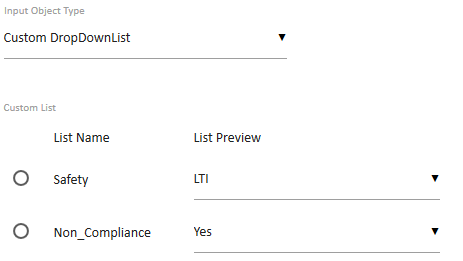 Input Object Type
Custom DropDownList
Custom List
List Name List Preview
Safety LTI
Non_Compliance Yes